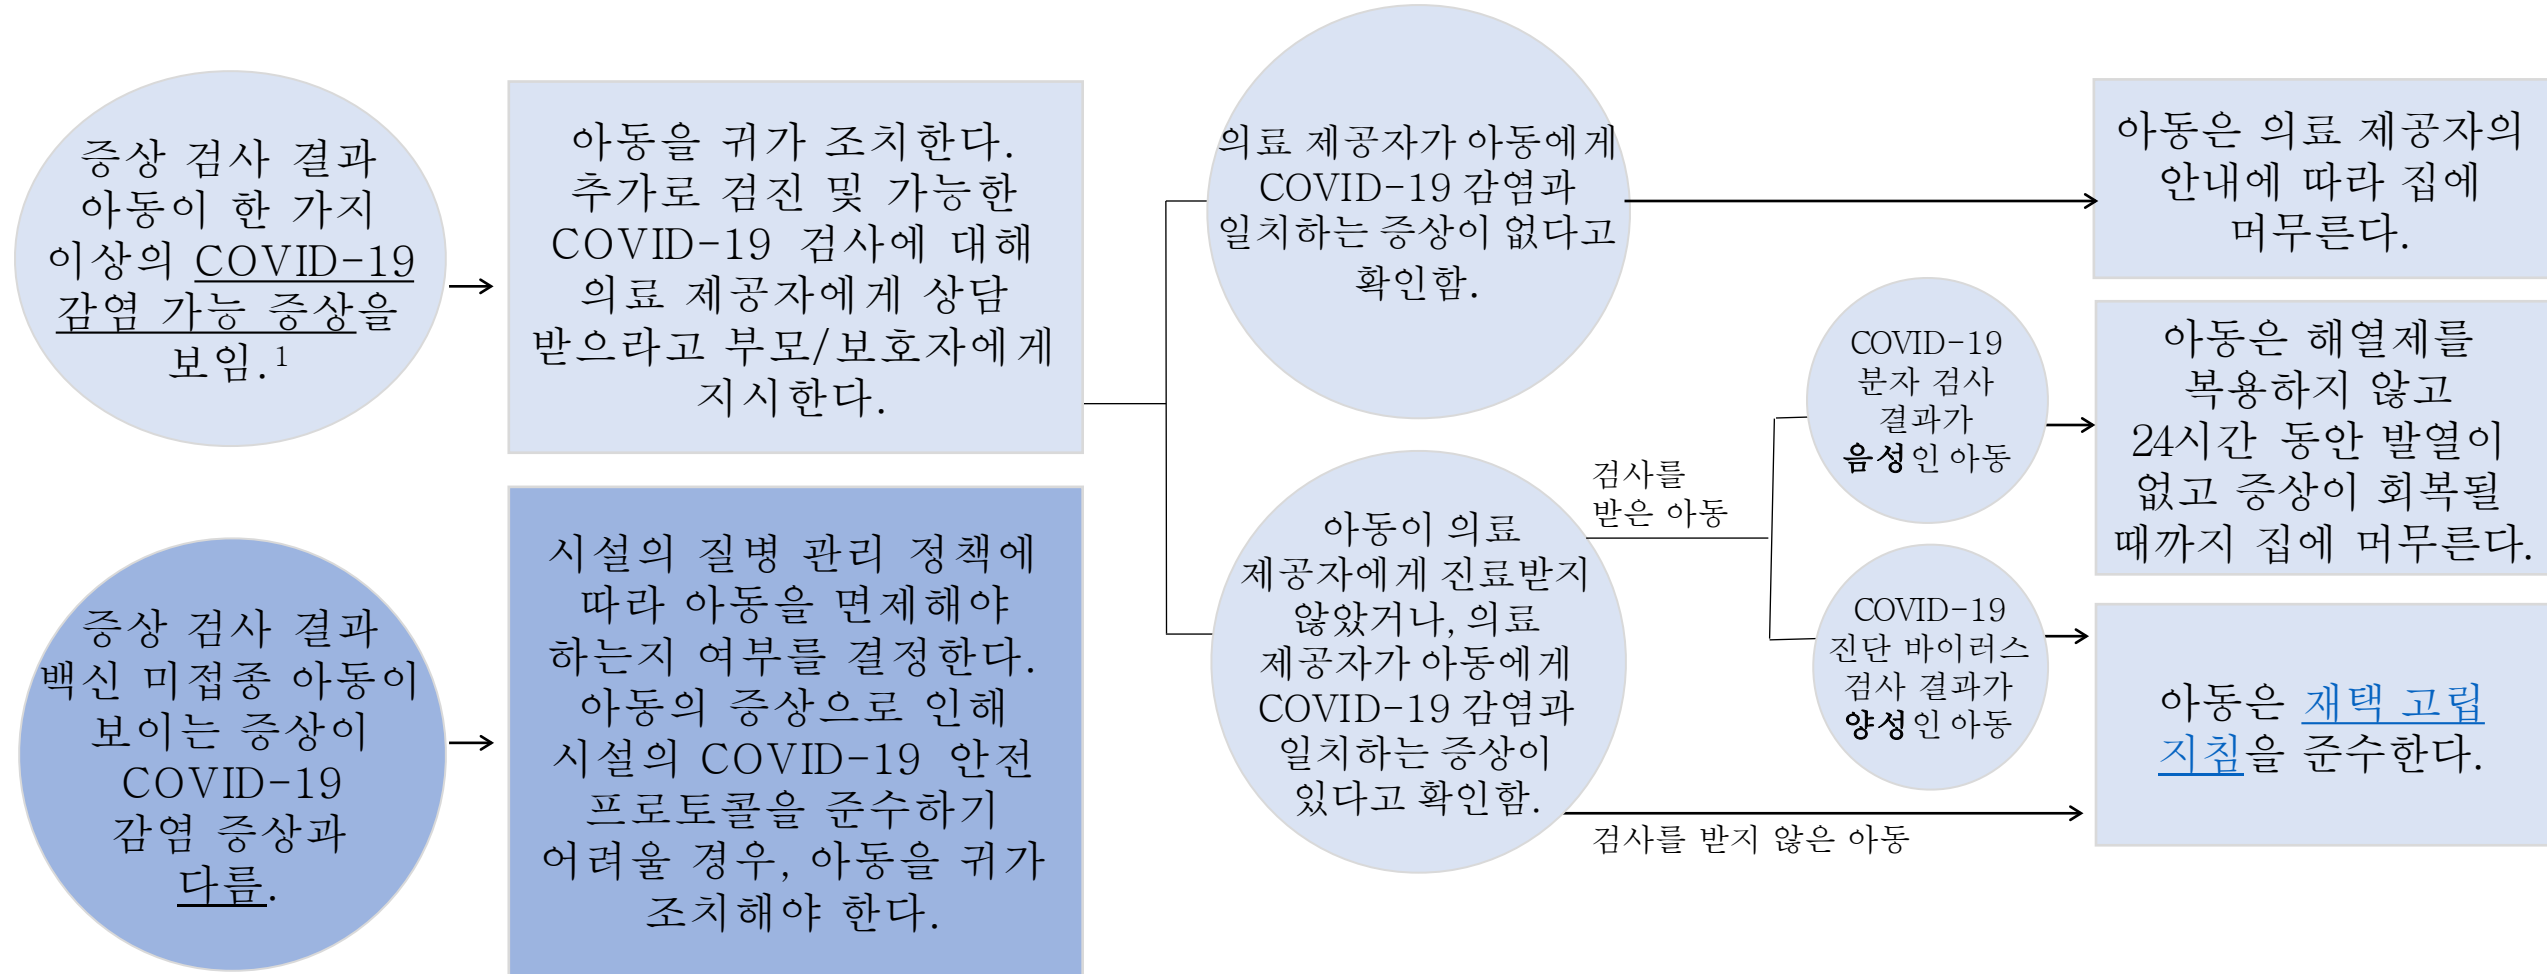 증상 검사 결과
아동이 한 가지
이상의 COVID-19
감염 가능 증상을
보임.¹
아동을 귀가 조치한다.
추가로 검진 및 가능한
COVID-19 검사에 대해
의료 제공자에게 상담
받으라고 부모/보호자에게
지시한다.
의료 제공자가 아동에게
COVID-19 감염과
일치하는 증상이 없다고
확인함.
아동은 의료 제공자의
안내에 따라 집에
머무른다.
아동이 의료
제공자에게 진료받지
않았거나, 의료
제공자가 아동에게
COVID-19 감염과
일치하는 증상이
있다고 확인함.
검사를
받은 아동
COVID-19
분자 검사
결과가
음성인 아동
아동은 해열제를
복용하지 않고
24시간 동안 발열이
없고 증상이 회복될
때까지 집에 머무른다.
COVID-19
진단 바이러스
검사 결과가
양성인 아동
아동은 재택 고립
지침을 준수한다.
검사를 받지 않은 아동
증상 검사 결과
백신 미접종 아동이
보이는 증상이
COVID-19
감염 증상과
다름.
시설의 질병 관리 정책에
따라 아동을 면제해야
하는지 여부를 결정한다.
아동의 증상으로 인해
시설의 COVID-19 안전
프로토콜을 준수하기
어려울 경우, 아동을 귀가
조치해야 한다.